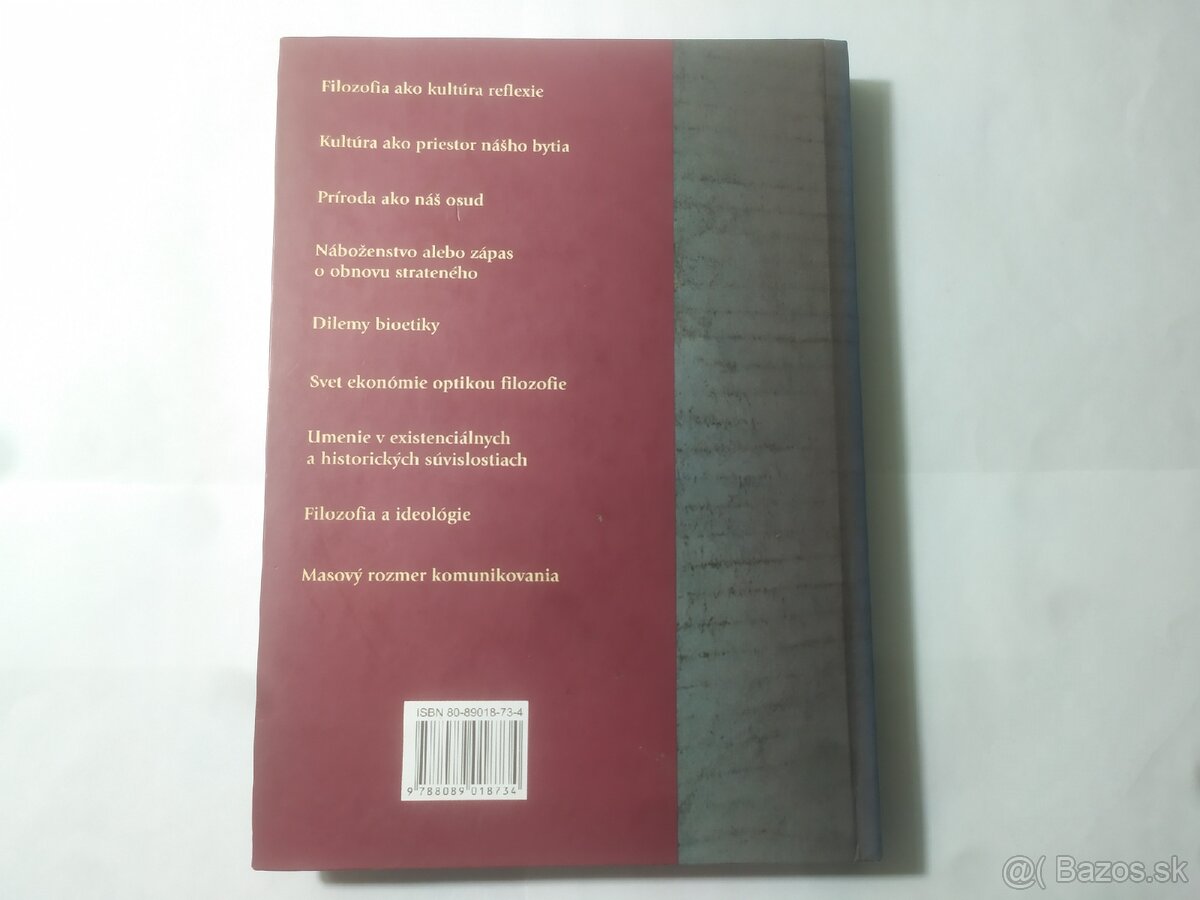 Filozofia ako kultúra reflexie
Kultúra ako priestor nášho bytia
Príroda ako náš osud
Náboženstvo alebo zápas
o obnovu strateného
Dilemy bioetiky
Svet ekonómie optikou filozofie
Umenie v existenciálnych
a historických súvislostiach
Filozofia a ideológie
Masový rozmer komunikovania
ISBN 80-89018-73-4
9 788089 018734
@( Bazos.sk